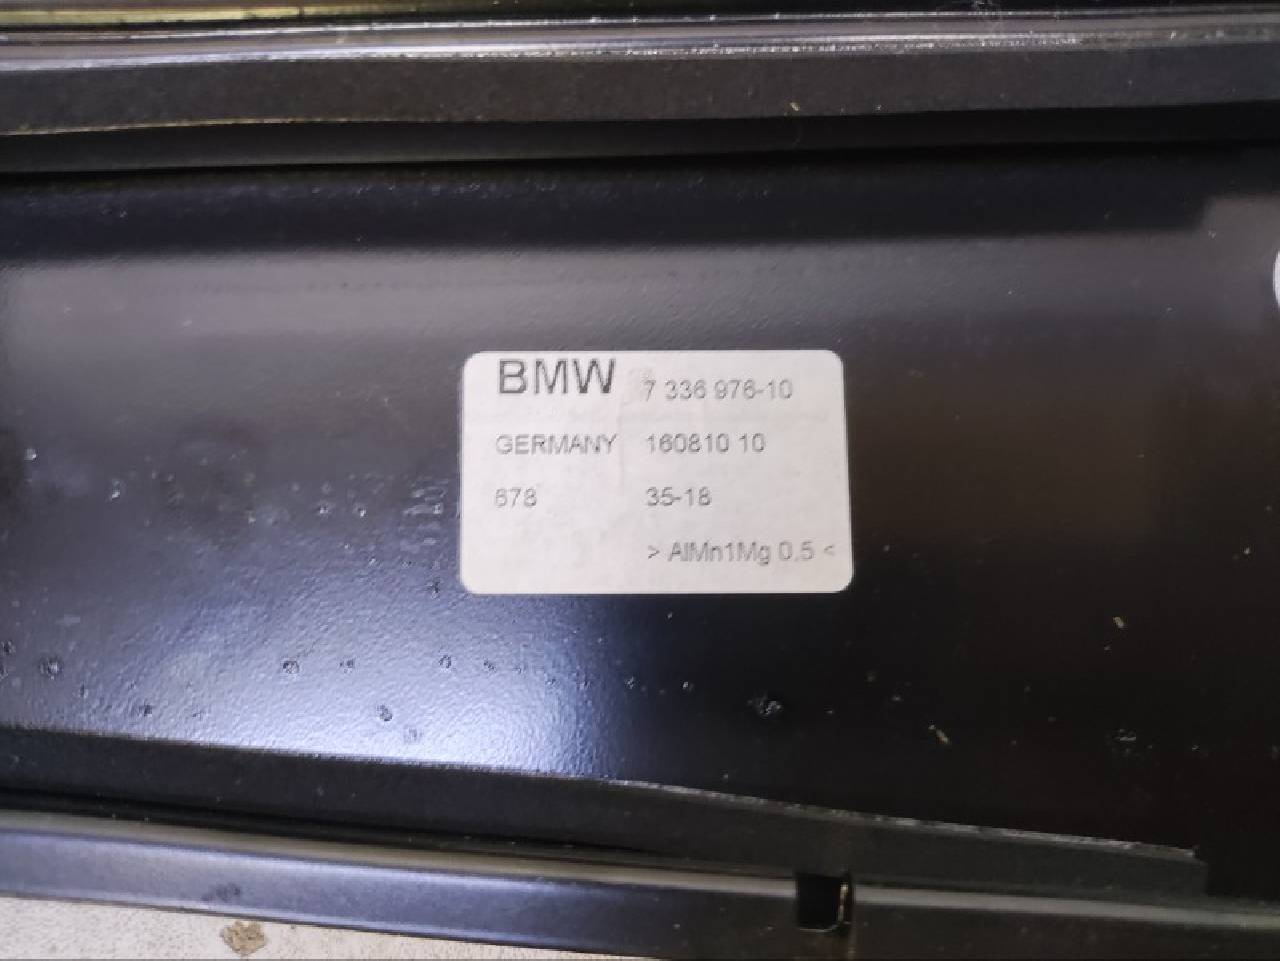 BMW 7 336 976-10
GERMANY 160810 10
678 35-18
> AlMn1Mg 0,5 <